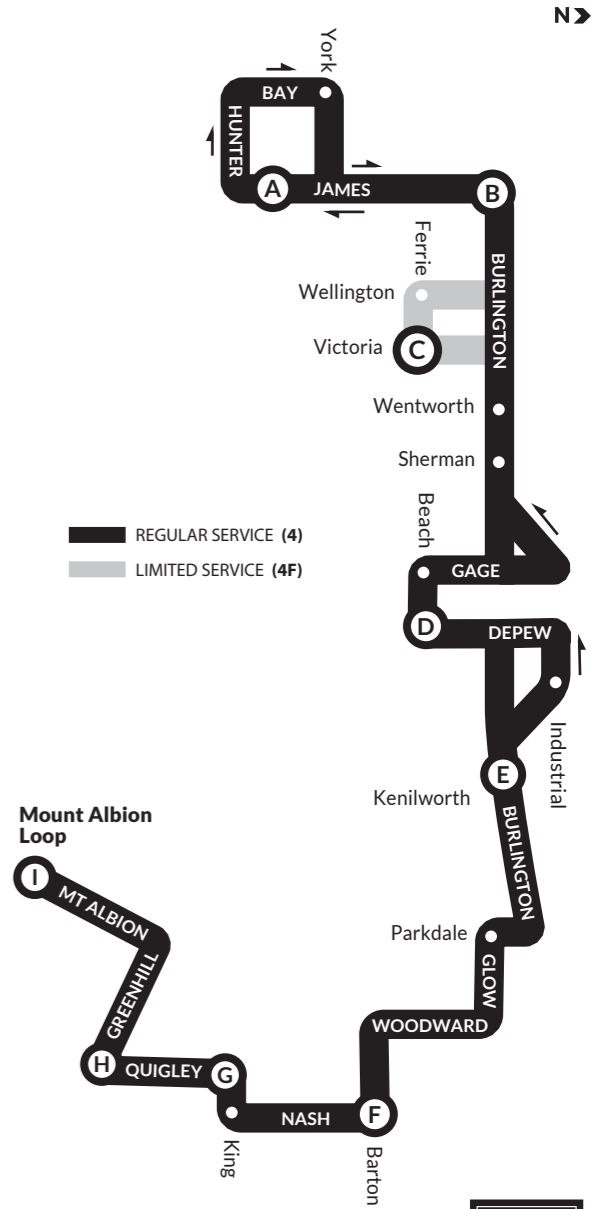 N
York
BAY
HUNTER
A
JAMES
B
Ferrie
BURLINGTON
Wellington
Victoria
C
Wentworth
Sherman
Beach
REGULAR SERVICE (4)
LIMITED SERVICE (4F)
GAGE
D
DEPEW
Industrial
E
Kenilworth
BURLINGTON
Mount Albion
Loop
I
MT ALBION
Parkdale
GREENHILL
GLOW
WOODWARD
H
QUIGLEY
G
NASH
F
King
Barton